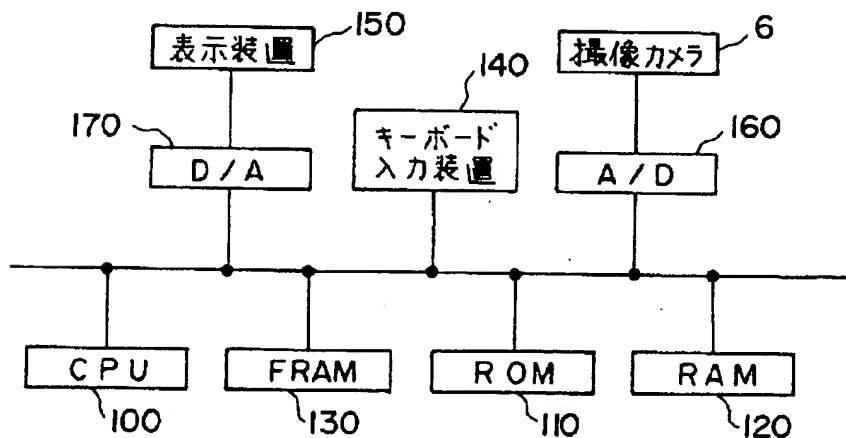 表示装置
150
撮像カメラ
6
140
170
D/A
キーボード
入力装置
160
A/D
CPU
100
FRAM
130
ROM
110
RAM
120